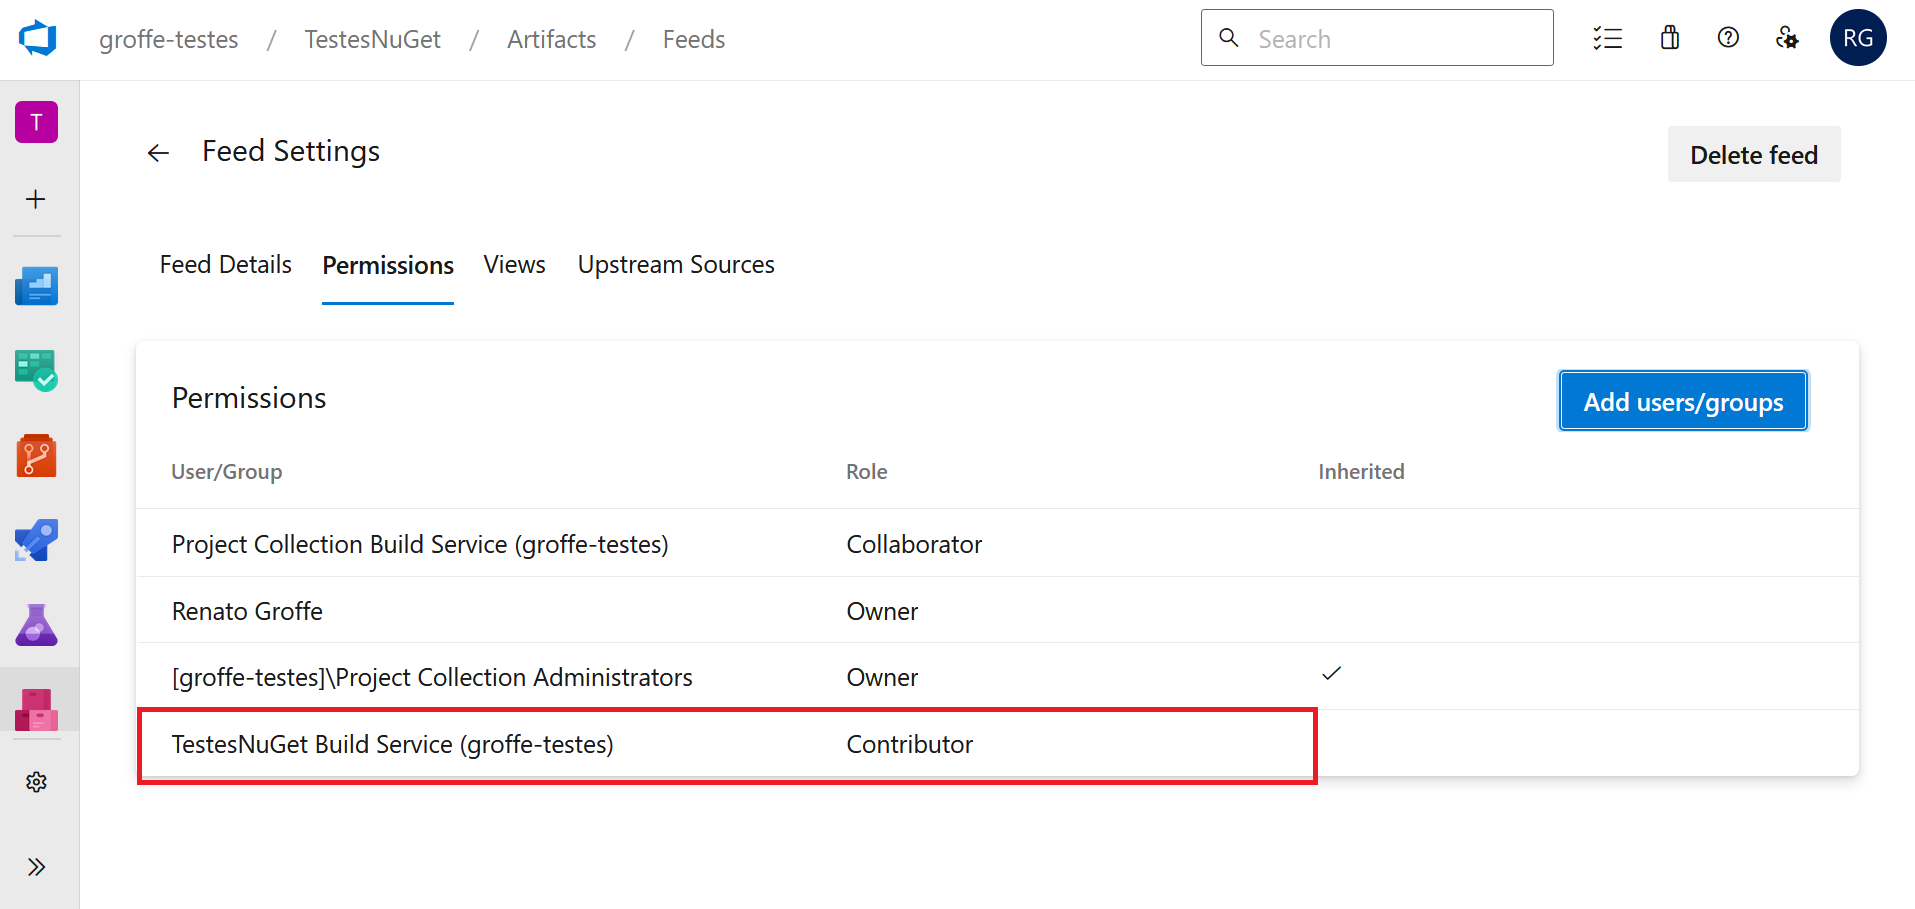 groffe-testes / TestesNuGet / Artifacts / Feeds
Search
RG
T
Feed Settings
Delete feed
Feed Details Permissions Views Upstream Sources
Permissions
Add users/groups
User/Group Role Inherited
Project Collection Build Service (groffe-testes) Collaborator
Renato Groffe Owner
[groffe-testes]\Project Collection Administrators Owner
TestesNuGet Build Service (groffe-testes) Contributor